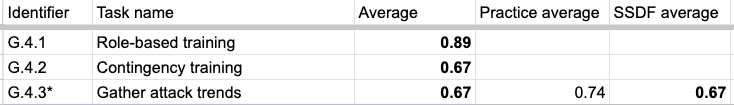 Identifier Task name Average Practice average SSDF average
G.4.1 Role-based training 0.89
G.4.2 Contingency training 0.67
G.4.3* Gather attack trends 0.67 0.74 0.67